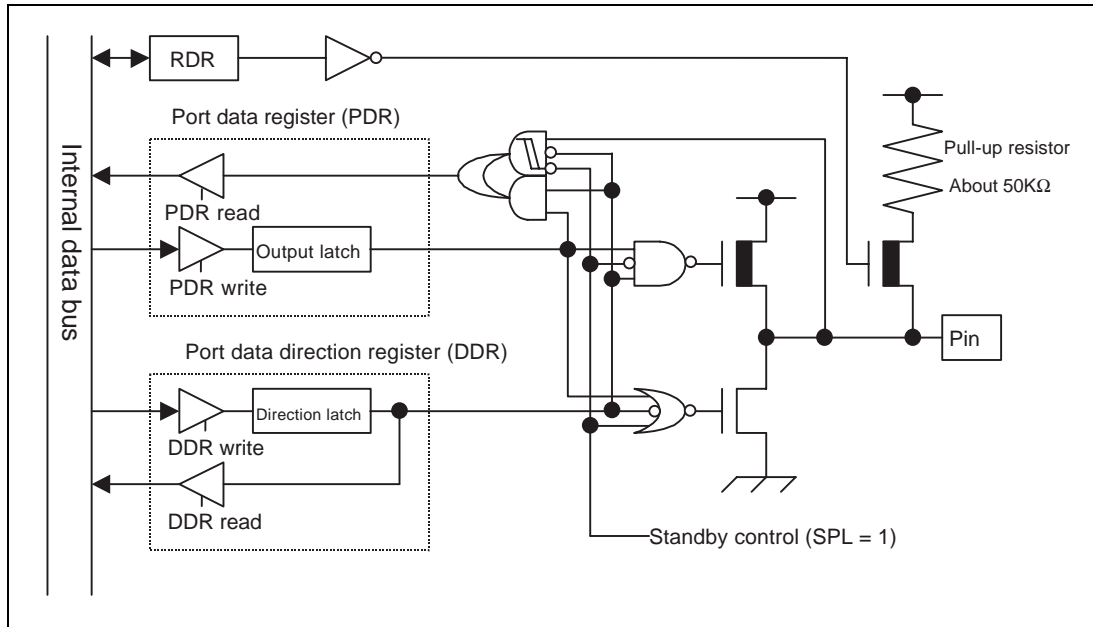 RDR
Port data register (PDR)
PDR read
Output latch
PDR write
Internal data bus
Port data direction register (DDR)
Direction latch
DDR write
DDR read
Pull-up resistor
About 50KΩ
Pin
Standby control (SPL = 1)